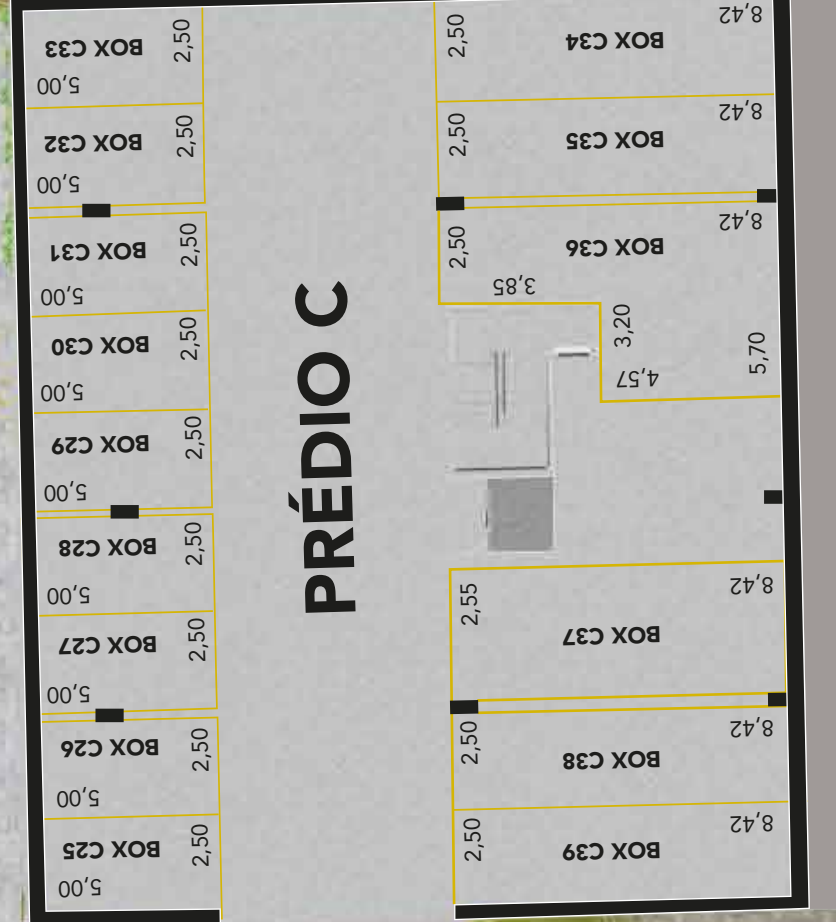 BOX C33
2,50
5,00
BOX C32
2,50
5,00
BOX C31
2,50
5,00
BOX C30
2,50
5,00
BOX C29
2,50
5,00
BOX C28
2,50
5,00
BOX C27
2,50
5,00
BOX C26
2,50
5,00
BOX C25
2,50
5,00
PRÉDIO C
2,50
BOX C34
8,42
2,50
BOX C35
8,42
2,50
BOX C36
8,42
3,85
3,20
4,57
5,70
2,55
BOX C37
8,42
2,50
BOX C38
8,42
2,50
BOX C39
8,42